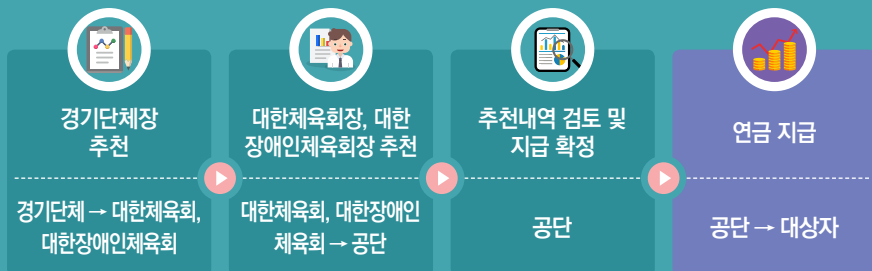 경기단체장
추천
경기단체 → 대한체육회,
대한장애인체육회
대한체육회장, 대한
장애인체육회장 추천
대한체육회, 대한장애인
체육회 → 공단
추천내역 검토 및
지급 확정
공단
연금 지급
공단 → 대상자